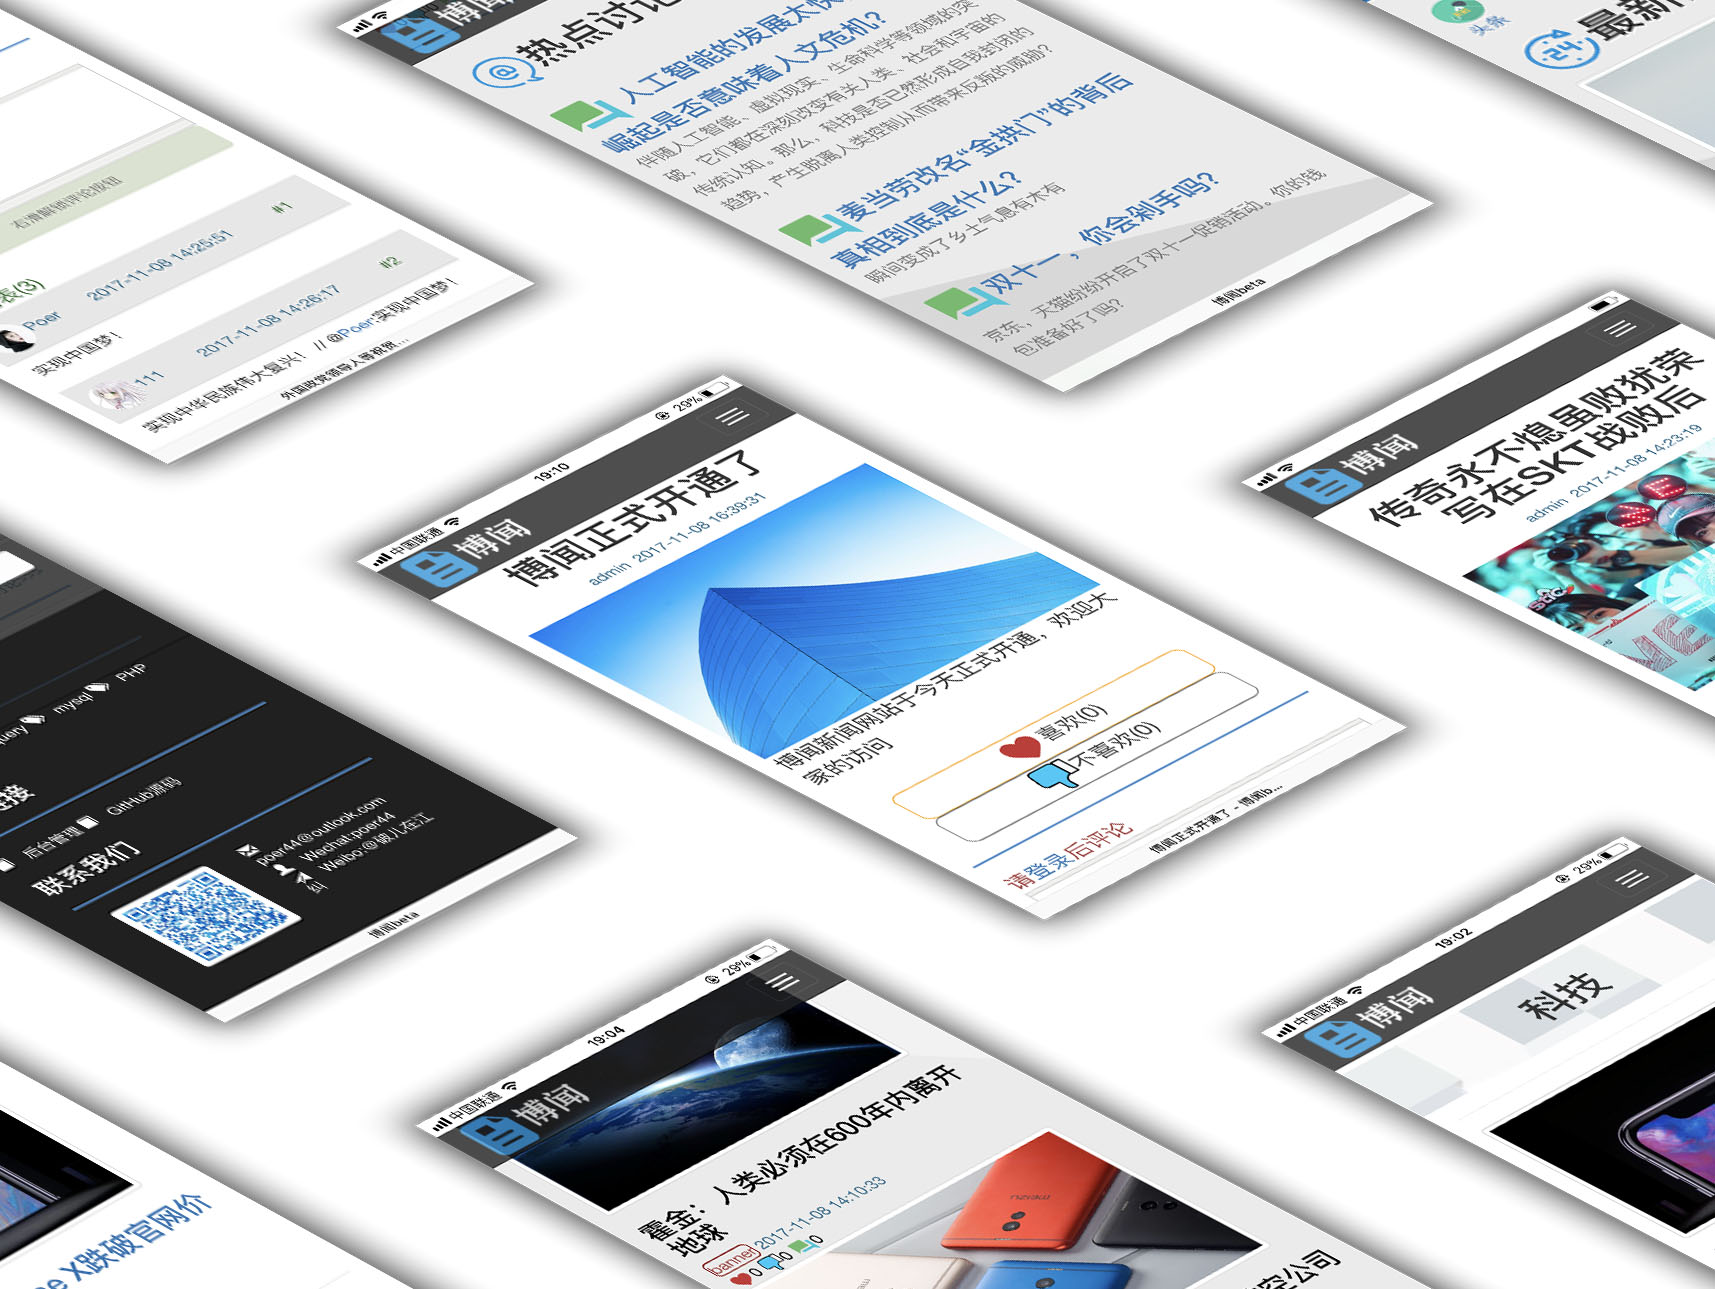 右滑解锁评论按钮
表(3)
Poer
2017-11-08 14:25:51
#1
实现中国梦！
111
2017-11-08 14:26:17
#2
实现中华民族伟大复兴！ // @Poer:实现中国梦！
外国政党领导人等祝贺...
博闻
热点讨论
人工智能的发展太快
崛起是否意味着人文危机？
伴随人工智能、虚拟现实、生命科学等领域的突
破，它们都在深刻改变有关人类、社会和宇宙的
传统认知。那么，科技是否已然形成自我封闭的
趋势，产生脱离人类控制从而带来反叛的威胁？
麦当劳改名“金拱门”的背后
真相到底是什么？
瞬间变成了乡土气息有木有
双十一，你会剁手吗？
京东，天猫纷纷开启了双十一促销活动。你的钱
包准备好了吗？
博闻beta
头条
24
最新
中国联通
19:10
29%
博闻
博闻正式开通了
admin 2017-11-08 16:39:31
博闻新闻网站于今天正式开通，欢迎大
家的访问
喜欢(0)
不喜欢(0)
请登录后评论
博闻正式开通了 - 博闻b...
博闻
传奇永不熄虽败犹荣
写在SKT战败后
admin 2017-11-08 14:23:19
query
mysql
PHP
接
后台管理
GitHub源码
联系我们
poer44@outlook.com
Wechat:poer44
Weibo:@破儿在江
纠
博闻beta
中国联通
19:04
29%
博闻
霍金：人类必须在600年内离开
地球
banner
2017-11-08 14:10:33
0
0
0
MEIZU
空公司
中国联通
19:02
29%
博闻
科技
X跌破官网价